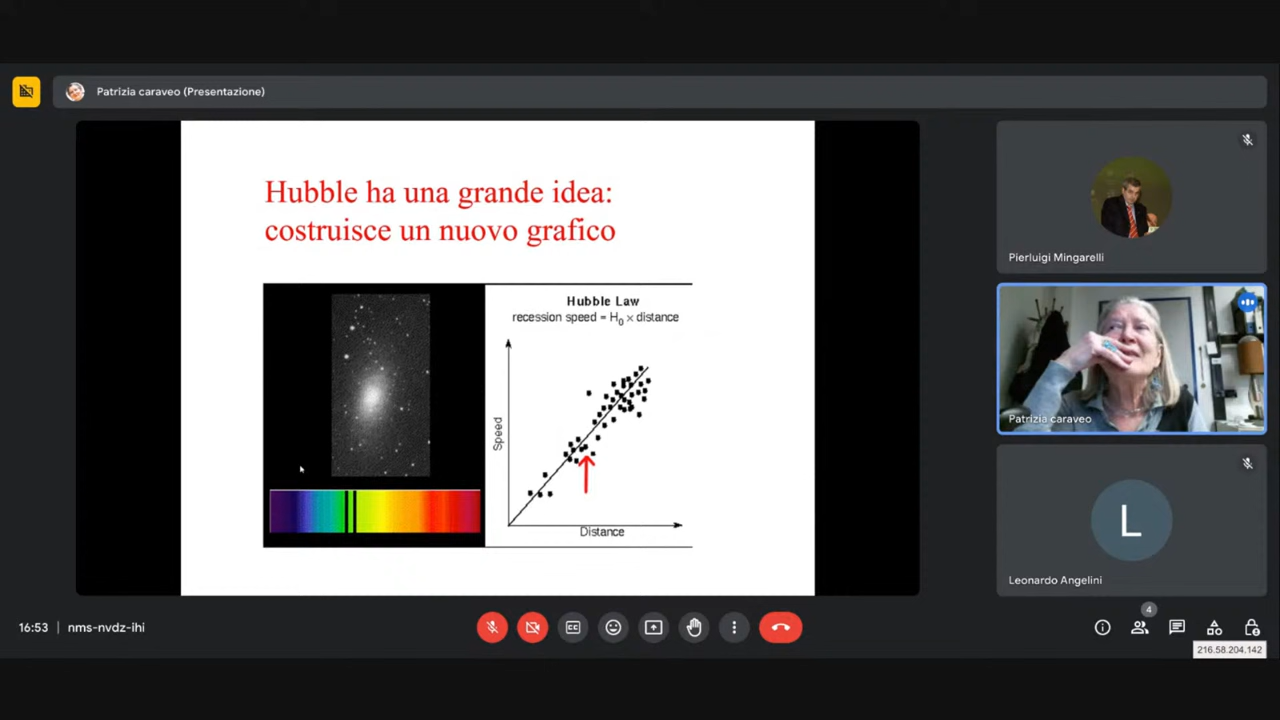 Patrizia caraveo (Presentazione)
Hubble ha una grande idea:
costruisce un nuovo grafico
Hubble Law
recession speed = H₀ × distance
Speed
Distance
Pierluigi Mingarelli
Patrizia caraveo
L
Leonardo Angelini
16:53 | nms-nvdz-ihi
CC
4
216.58.204.142